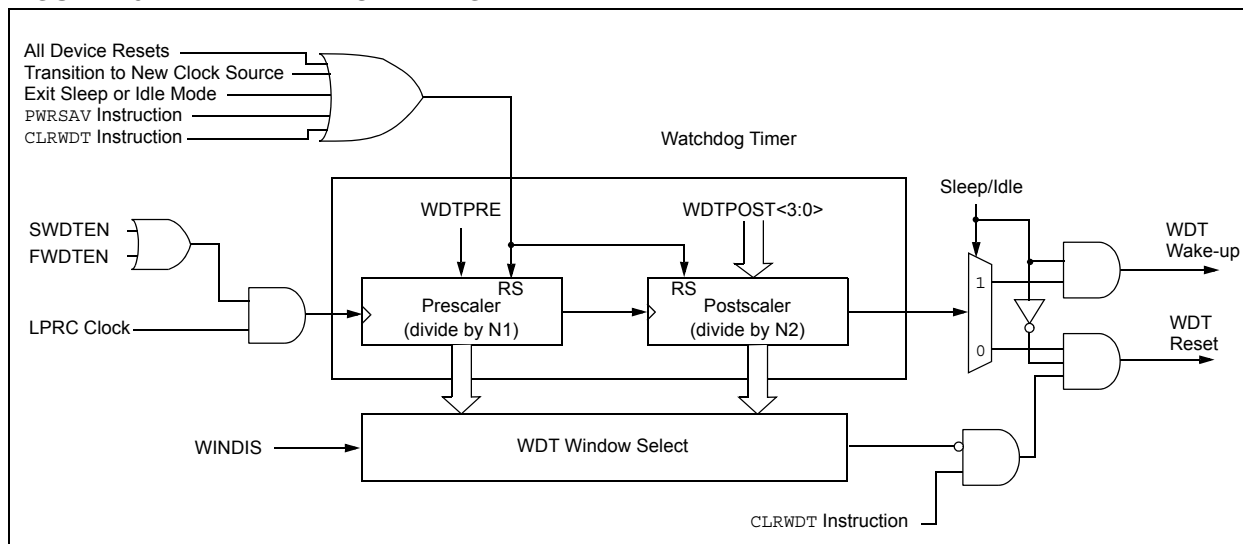 All Device Resets
Transition to New Clock Source
Exit Sleep or Idle Mode
PWRSAV Instruction
CLRWDT Instruction
Watchdog Timer
Sleep/Idle
WDTPRE
WDTPOST<3:0>
SWDTEN
FWDTEN
WDT
Wake-up
RS
RS
1
Prescaler
(divide by N1)
Postscaler
(divide by N2)
LPRC Clock
0
WDT
Reset
WINDIS
WDT Window Select
CLRWDT Instruction